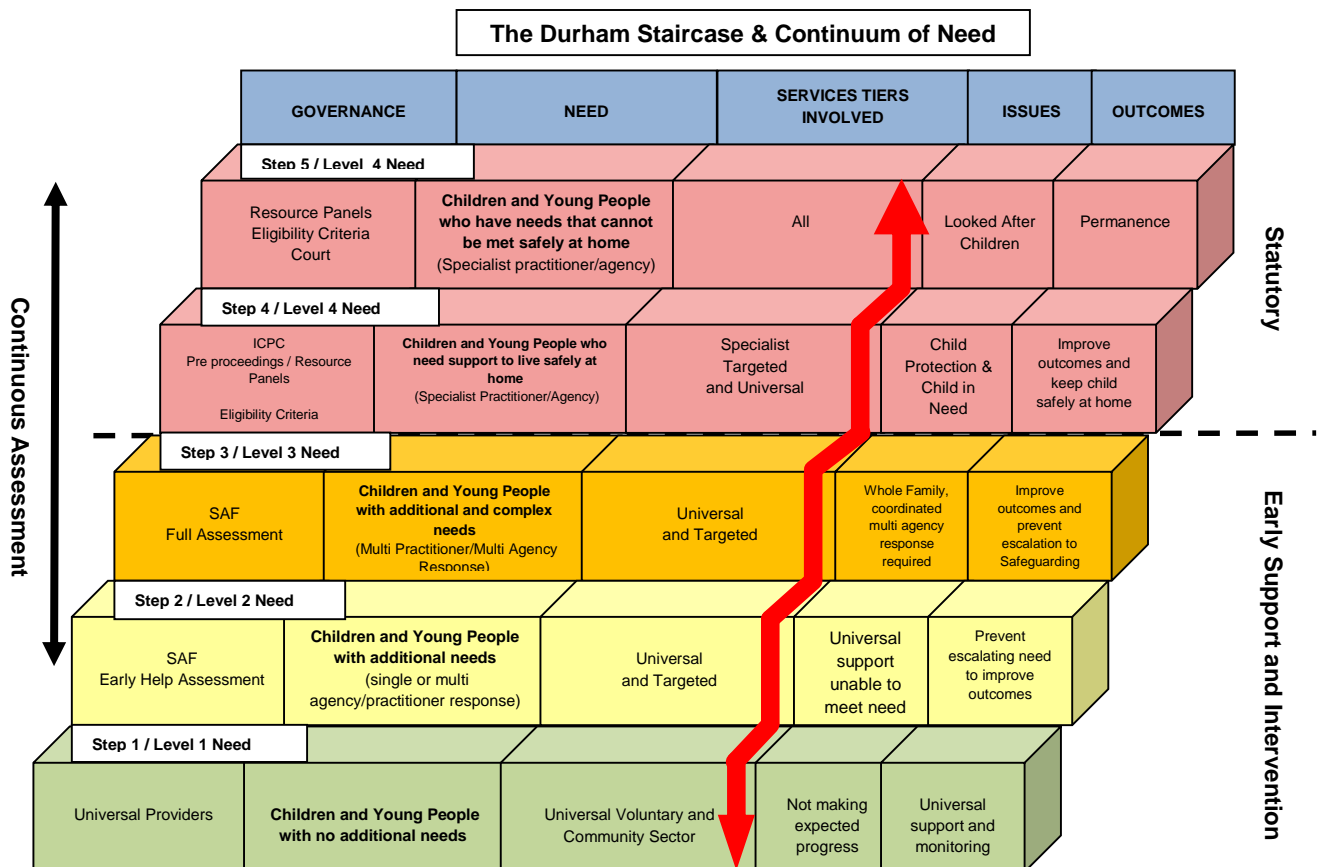 The Durham Staircase & Continuum of Need
GOVERNANCE
NEED
SERVICES TIERS
INVOLVED
ISSUES
OUTCOMES
Step 5 / Level 4 Need
Resource Panels
Eligibility Criteria
Court
Children and Young People
who have needs that cannot
be met safely at home
(Specialist practitioner/agency)
All
Looked After
Children
Permanence
Step 4 / Level 4 Need
ICPC
Pre proceedings / Resource
Panels
Eligibility Criteria
Children and Young People who
need support to live safely at
home
(Specialist Practitioner/Agency)
Specialist
Targeted
and Universal
Child
Protection &
Child in
Need
Improve
outcomes and
keep child
safely at home
Step 3 / Level 3 Need
SAF
Full Assessment
Children and Young People
with additional and complex
needs
(Multi Practitioner/Multi Agency
Response)
Universal
and Targeted
Whole Family,
coordinated
multi agency
response
required
Improve
outcomes and
prevent
escalation to
Safeguarding
Step 2 / Level 2 Need
SAF
Early Help Assessment
Children and Young People
with additional needs
(single or multi
agency/practitioner response)
Universal
and Targeted
Universal
support
unable to
meet need
Prevent
escalating need
to improve
outcomes
Step 1 / Level 1 Need
Universal Providers
Children and Young People
with no additional needs
Universal Voluntary and
Community Sector
Not making
expected
progress
Universal
support and
monitoring
Continuous Assessment
Statutory
Early Support and Intervention